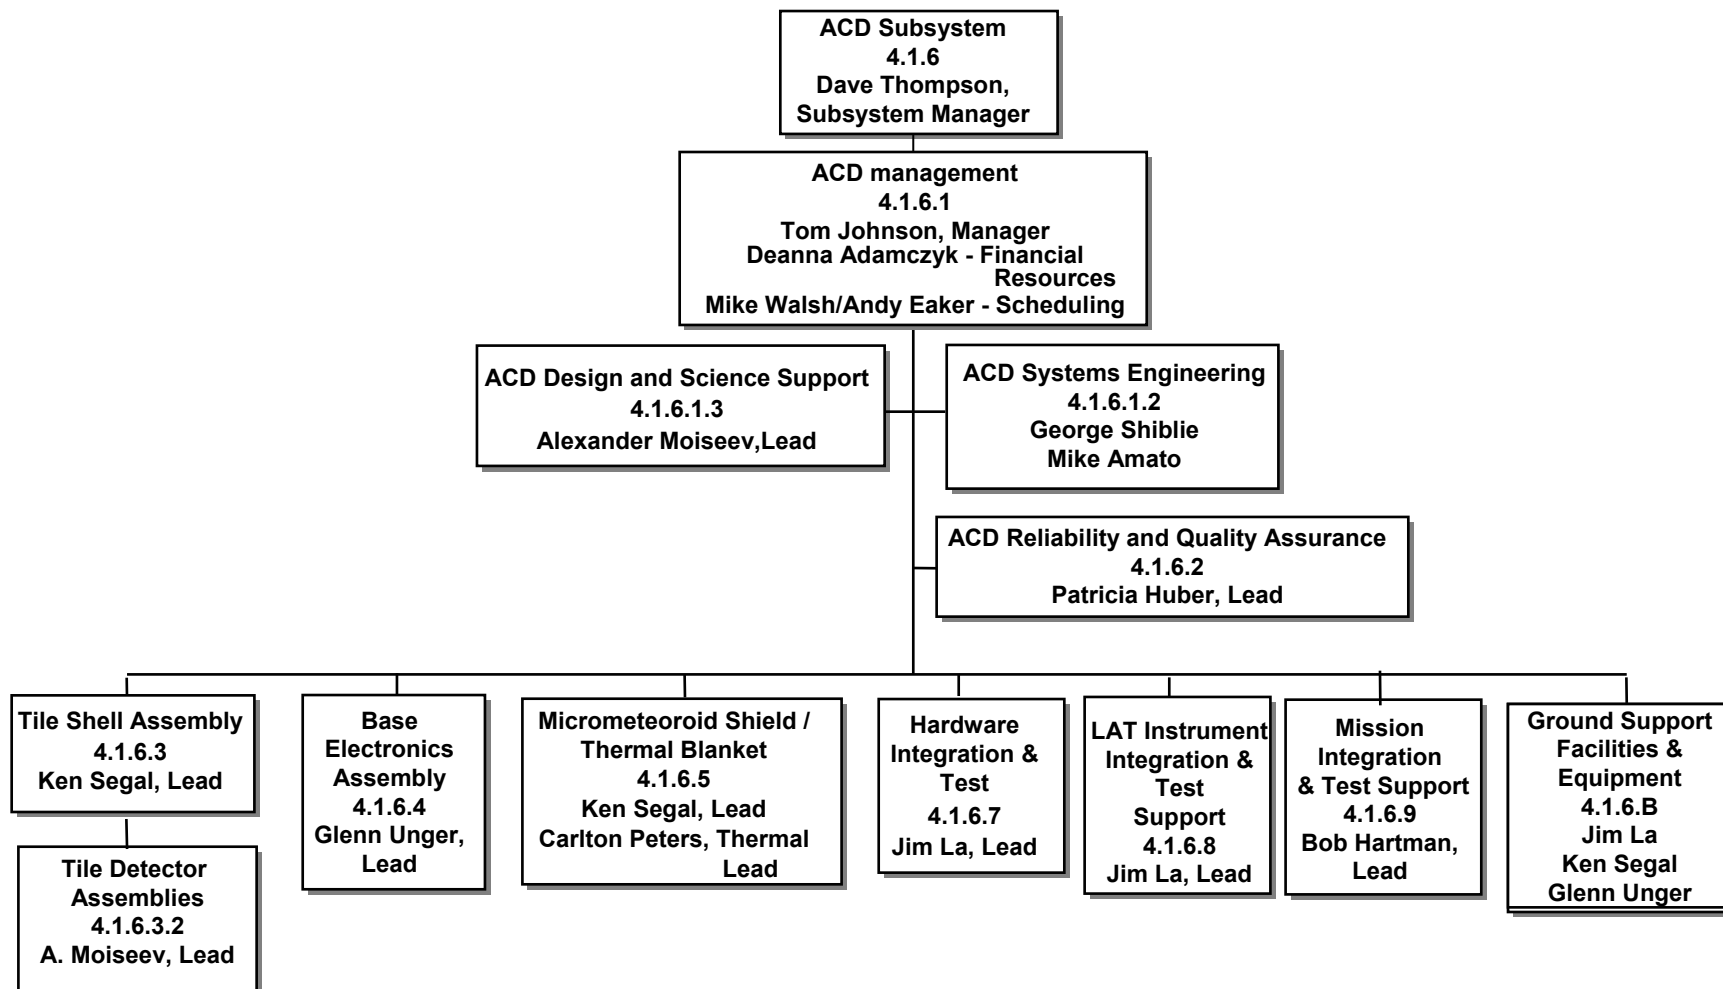 ACD Subsystem
4.1.6
Dave Thompson,
Subsystem Manager
ACD management
4.1.6.1
Tom Johnson, Manager
Deanna Adamczyk - Financial
Resources
Mike Walsh/Andy Eaker - Scheduling
ACD Design and Science Support
4.1.6.1.3
Alexander Moiseev,Lead
ACD Systems Engineering
4.1.6.1.2
George Shiblie
Mike Amato
ACD Reliability and Quality Assurance
4.1.6.2
Patricia Huber, Lead
Tile Shell Assembly
4.1.6.3
Ken Segal, Lead
Tile Detector
Assemblies
4.1.6.3.2
A. Moiseev, Lead
Base
Electronics
Assembly
4.1.6.4
Glenn Unger,
Lead
Micrometeoroid Shield /
Thermal Blanket
4.1.6.5
Ken Segal, Lead
Carlton Peters, Thermal
Lead
Hardware
Integration &
Test
4.1.6.7
Jim La, Lead
LAT Instrument
Integration &
Test
Support
4.1.6.8
Jim La, Lead
Mission
Integration
& Test Support
4.1.6.9
Bob Hartman,
Lead
Ground Support
Facilities &
Equipment
4.1.6.B
Jim La
Ken Segal
Glenn Unger